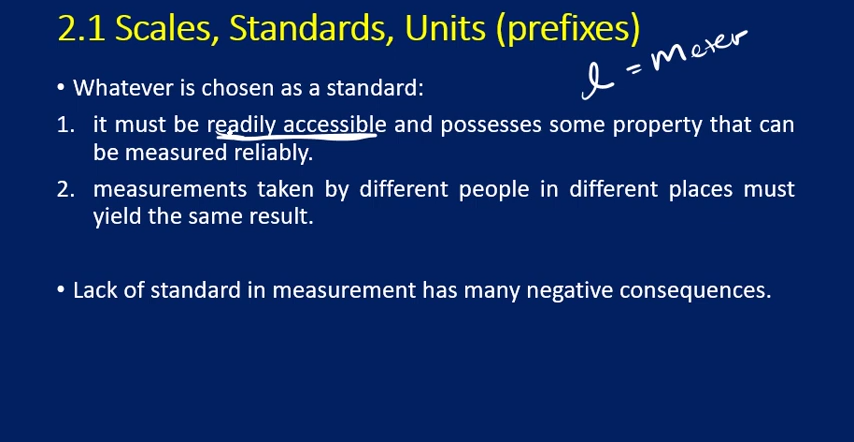 2.1 Scales, Standards, Units (prefixes)
l = meter
• Whatever is chosen as a standard:
1. it must be readily accessible and possesses some property that can
be measured reliably.
2. measurements taken by different people in different places must
yield the same result.
• Lack of standard in measurement has many negative consequences.